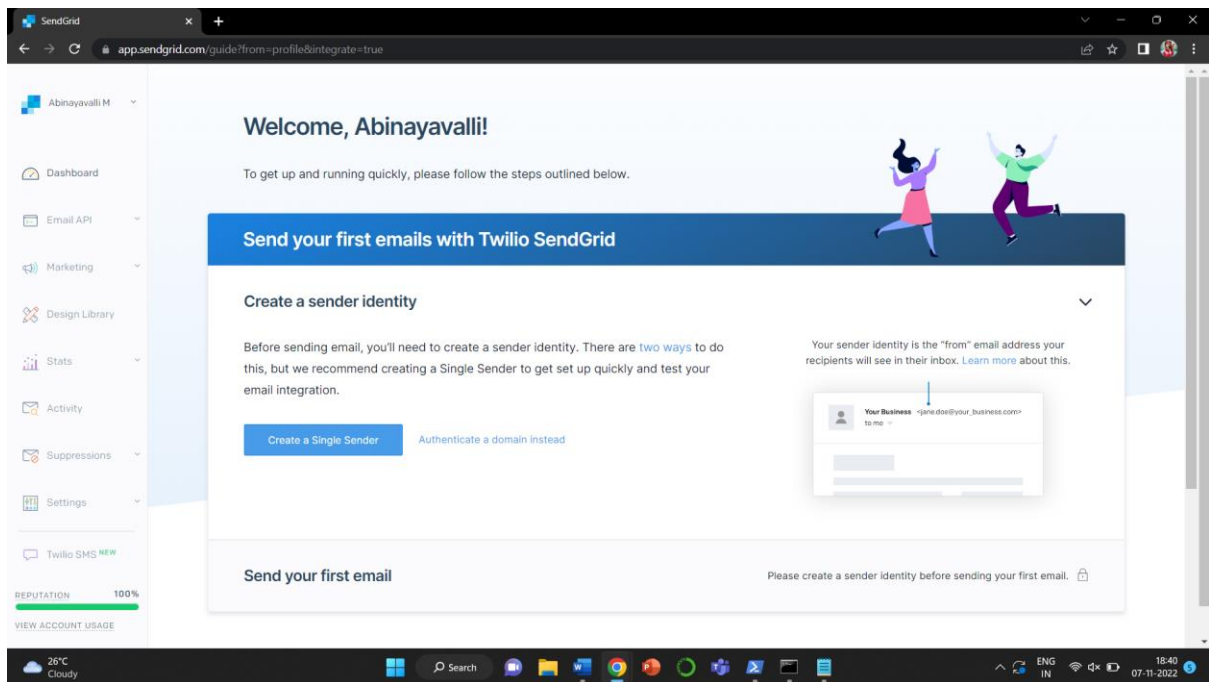 SendGrid
app.sendgrid.com/guide?from=profile&integrate=true
Abinayavalli M
Dashboard
Email API
Marketing
Design Library
Stats
Activity
Suppressions
Settings
Twilio SMS NEW
REPUTATION 100%
VIEW ACCOUNT USAGE
Welcome, Abinayavalli!
To get up and running quickly, please follow the steps outlined below.
Send your first emails with Twilio SendGrid
Create a sender identity
Before sending email, you'll need to create a sender identity. There are two ways to do
this, but we recommend creating a Single Sender to get set up quickly and test your
email integration.
Create a Single Sender
Authenticate a domain instead
Your sender identity is the "from" email address your
recipients will see in their inbox. Learn more about this.
Your Business <jane.doe@your_business.com>
to me
Send your first email
Please create a sender identity before sending your first email.
26°C
Cloudy
Search
ENG
IN
18:40
07-11-2022
5